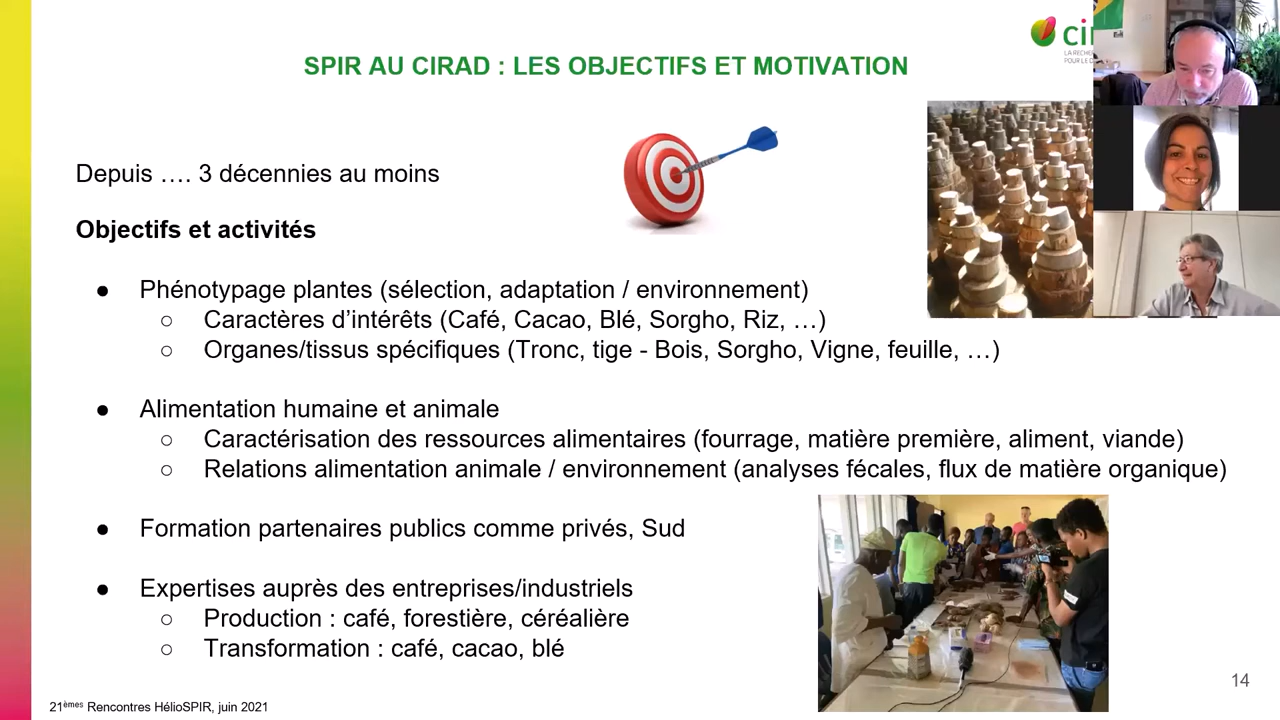 SPIR AU CIRAD : LES OBJECTIFS ET MOTIVATION
Depuis …. 3 décennies au moins
Objectifs et activités
● Phénotypage plantes (sélection, adaptation / environnement)
○ Caractères d’intérêts (Café, Cacao, Blé, Sorgho, Riz, …)
○ Organes/tissus spécifiques (Tronc, tige - Bois, Sorgho, Vigne, feuille, …)
● Alimentation humaine et animale
○ Caractérisation des ressources alimentaires (fourrage, matière première, aliment, viande)
○ Relations alimentation animale / environnement (analyses fécales, flux de matière organique)
● Formation partenaires publics comme privés, Sud
● Expertises auprès des entreprises/industriels
○ Production : café, forestière, céréalière
○ Transformation : café, cacao, blé
14
21èmes Rencontres HélioSPIR, juin 2021